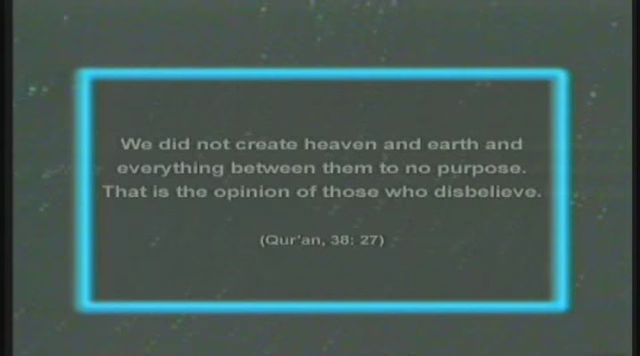 We did not create heaven and earth and
everything between them to no purpose.
That is the opinion of those who disbelieve.
(Qur'an, 38: 27)